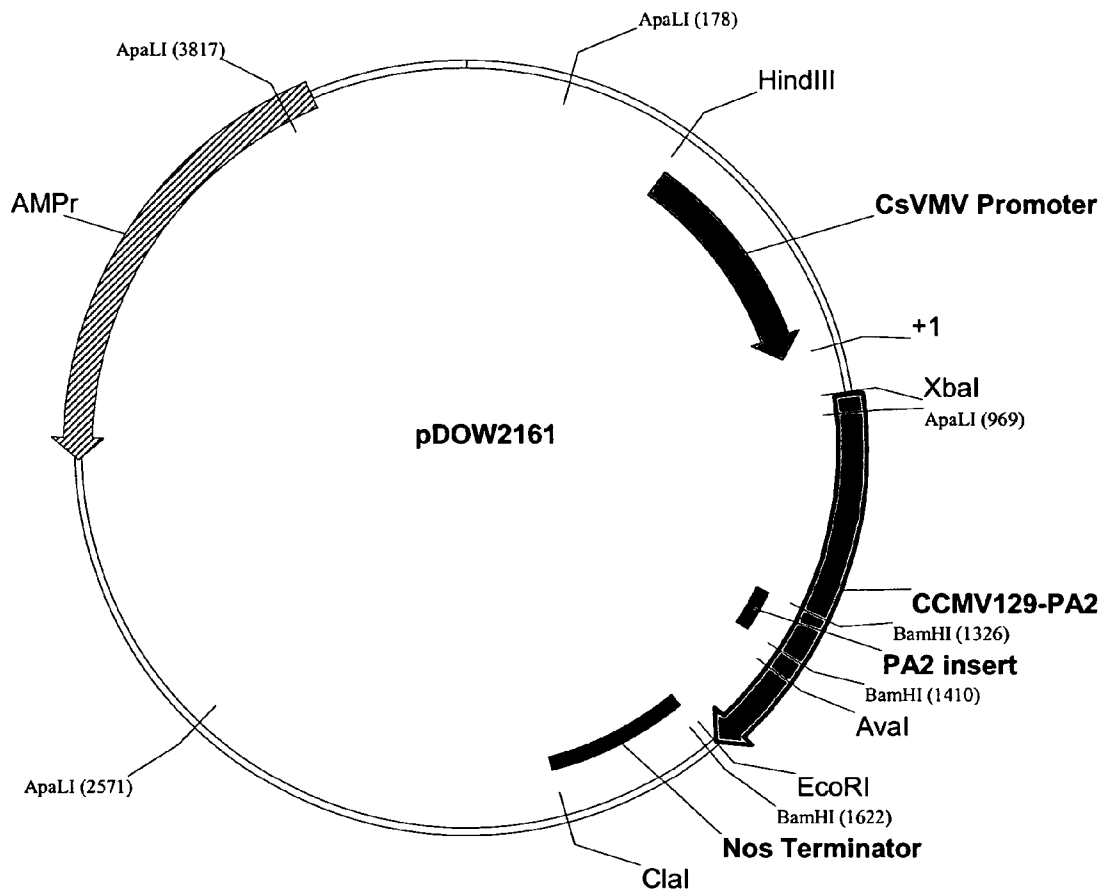 ApaLI (178)
ApaLI (3817)
HindIII
AMPr
CsVMV Promoter
+1
XbaI
ApaLI (969)
pDOW2161
CCMV129-PA2
BamHI (1326)
PA2 insert
BamHI (1410)
AvaI
ApaLI (2571)
EcoRI
BamHI (1622)
Nos Terminator
ClaI